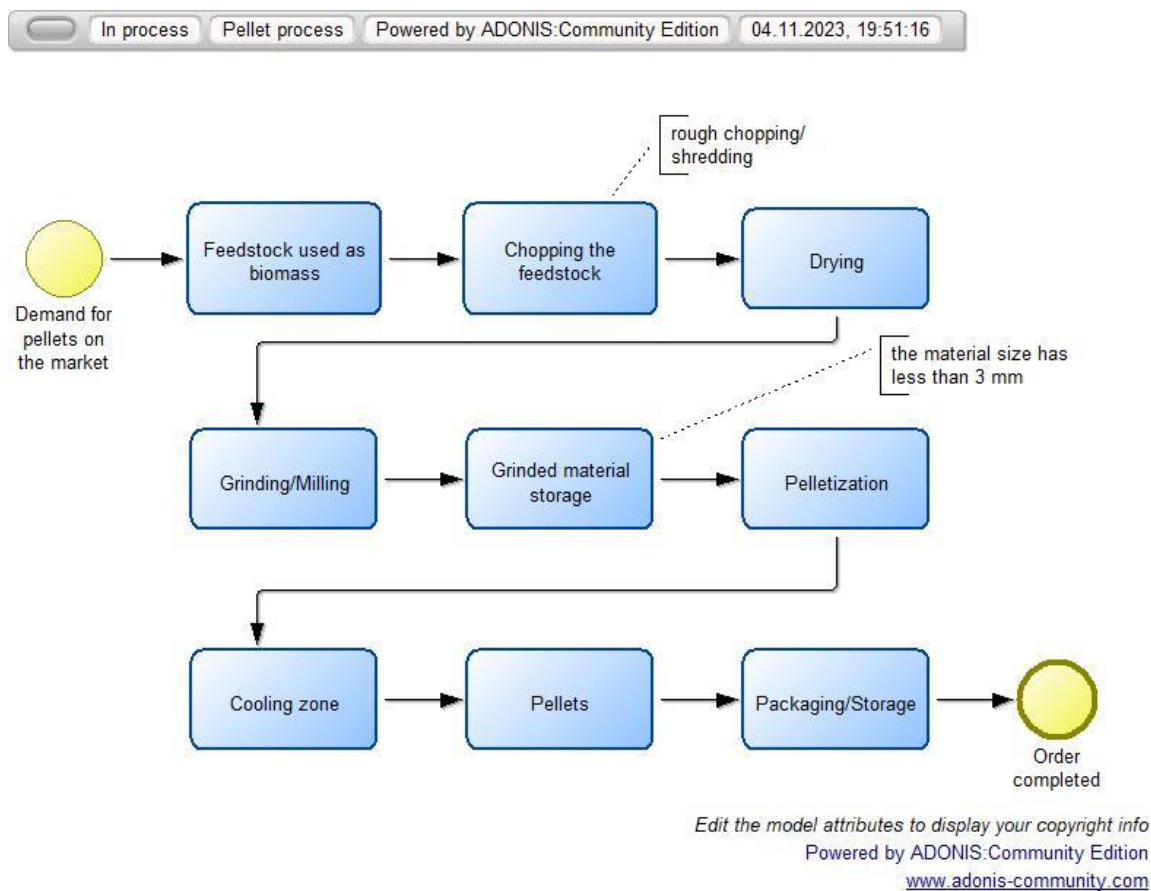 In process Pellet process Powered by ADONIS:Community Edition 04.11.2023, 19:51:16
rough chopping/
shredding
Feedstock used as
biomass
Chopping the
feedstock
Drying
Demand for
pellets on
the market
the material size has
less than 3 mm
Grinding/Milling
Grinded material
storage
Pelletization
Cooling zone
Pellets
Packaging/Storage
Order
completed
Edit the model attributes to display your copyright info
Powered by ADONIS:Community Edition
www.adonis-community.com